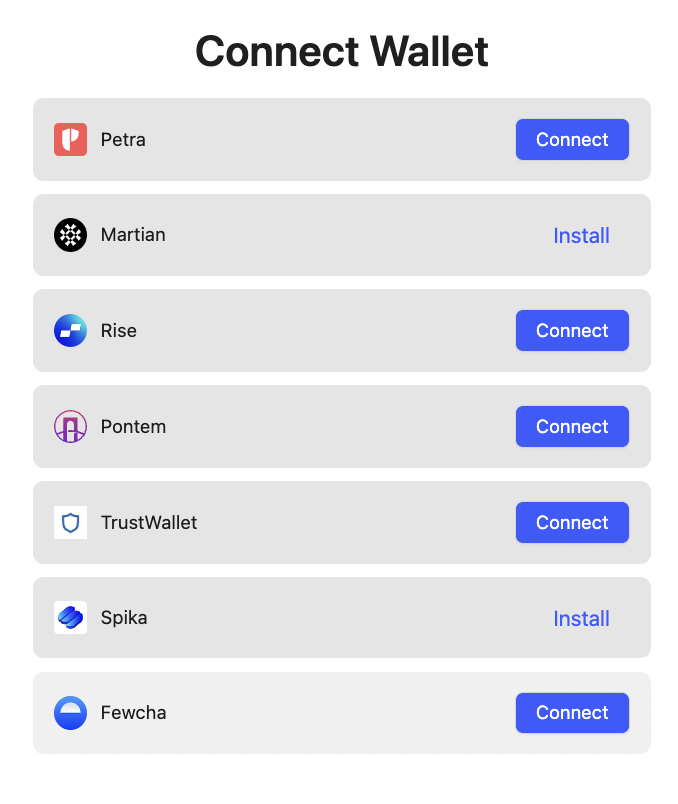 Connect Wallet
Petra Connect
Martian Install
Rise Connect
Pontem Connect
TrustWallet Connect
Spika Install
Fewcha Connect